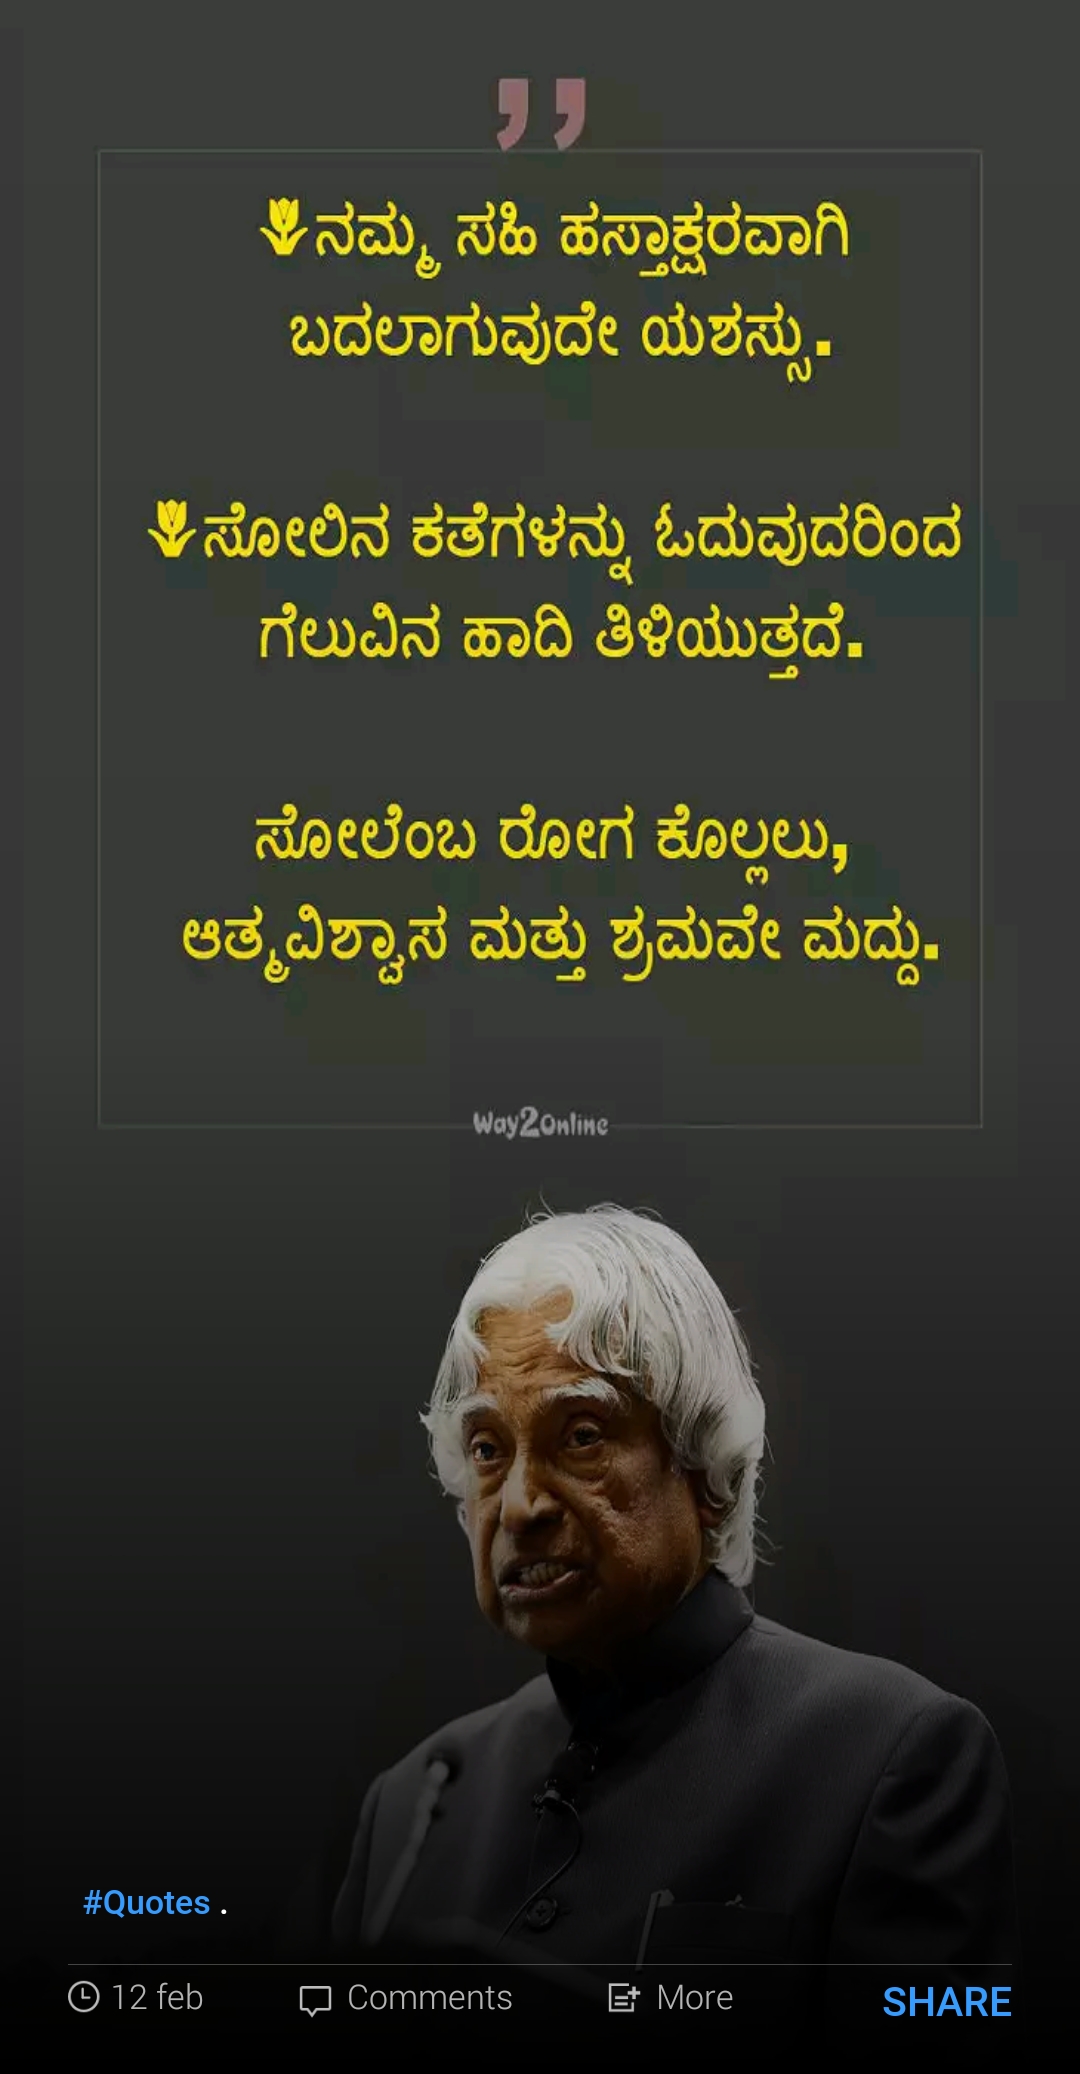 ”
🌷ನಮ್ಮ ಸಹಿ ಹಸ್ತಾಕ್ಷರವಾಗಿ
ಬದಲಾಗುವುದೇ ಯಶಸ್ಸು.
🌷ಸೋಲಿನ ಕತೆಗಳನ್ನು ಓದುವುದರಿಂದ
ಗೆಲುವಿನ ಹಾದಿ ತಿಳಿಯುತ್ತದೆ.
ಸೋಲೆಂಬ ರೋಗ ಕೊಲ್ಲಲು,
ಆತ್ಮವಿಶ್ವಾಸ ಮತ್ತು ಶ್ರಮವೇ ಮದ್ದು.
Way2Online
#Quotes .
12 feb Comments More SHARE